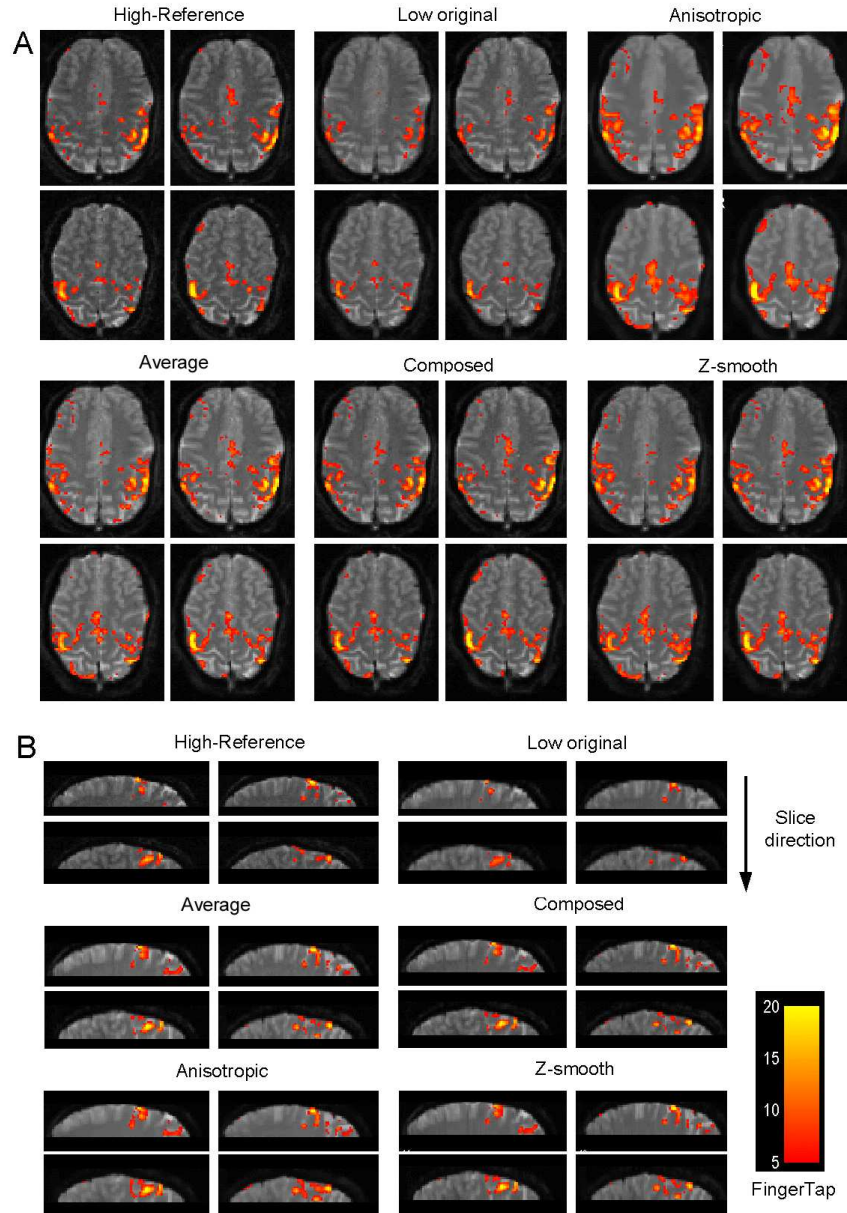 A
High-Reference
Low original
Anisotropic
R
Average
Composed
Z-smooth
B
High-Reference
Low original
Slice
direction
Average
Composed
Anisotropic
Z-smooth
20
15
10
5
FingerTap